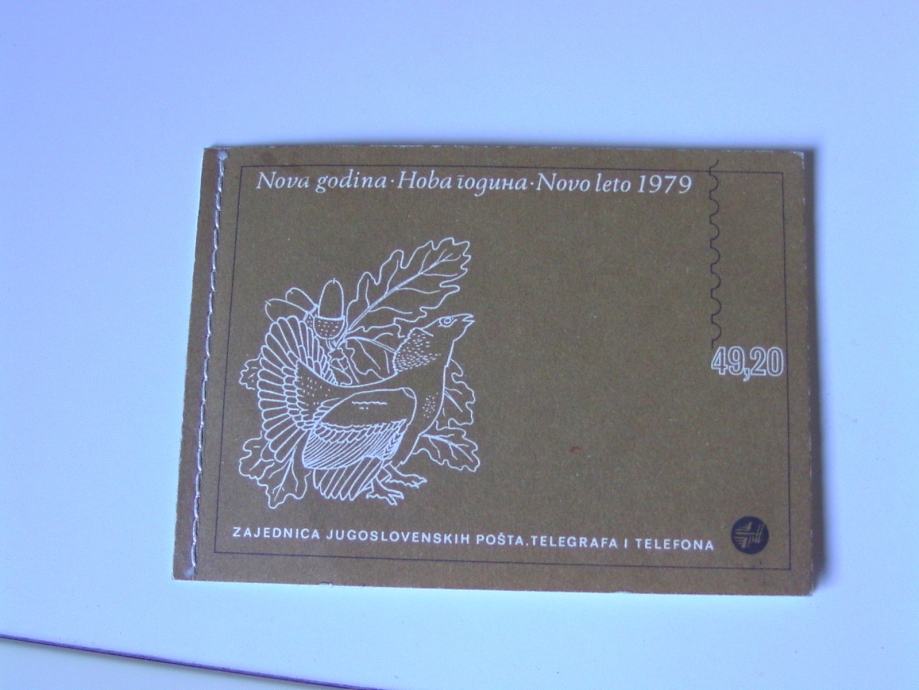 Nova godina·Нова година·Novo leto 1979
49,20
ZAJEDNICA JUGOSLOVENSKIH POŠTA.TELEGRAFA I TELEFONA